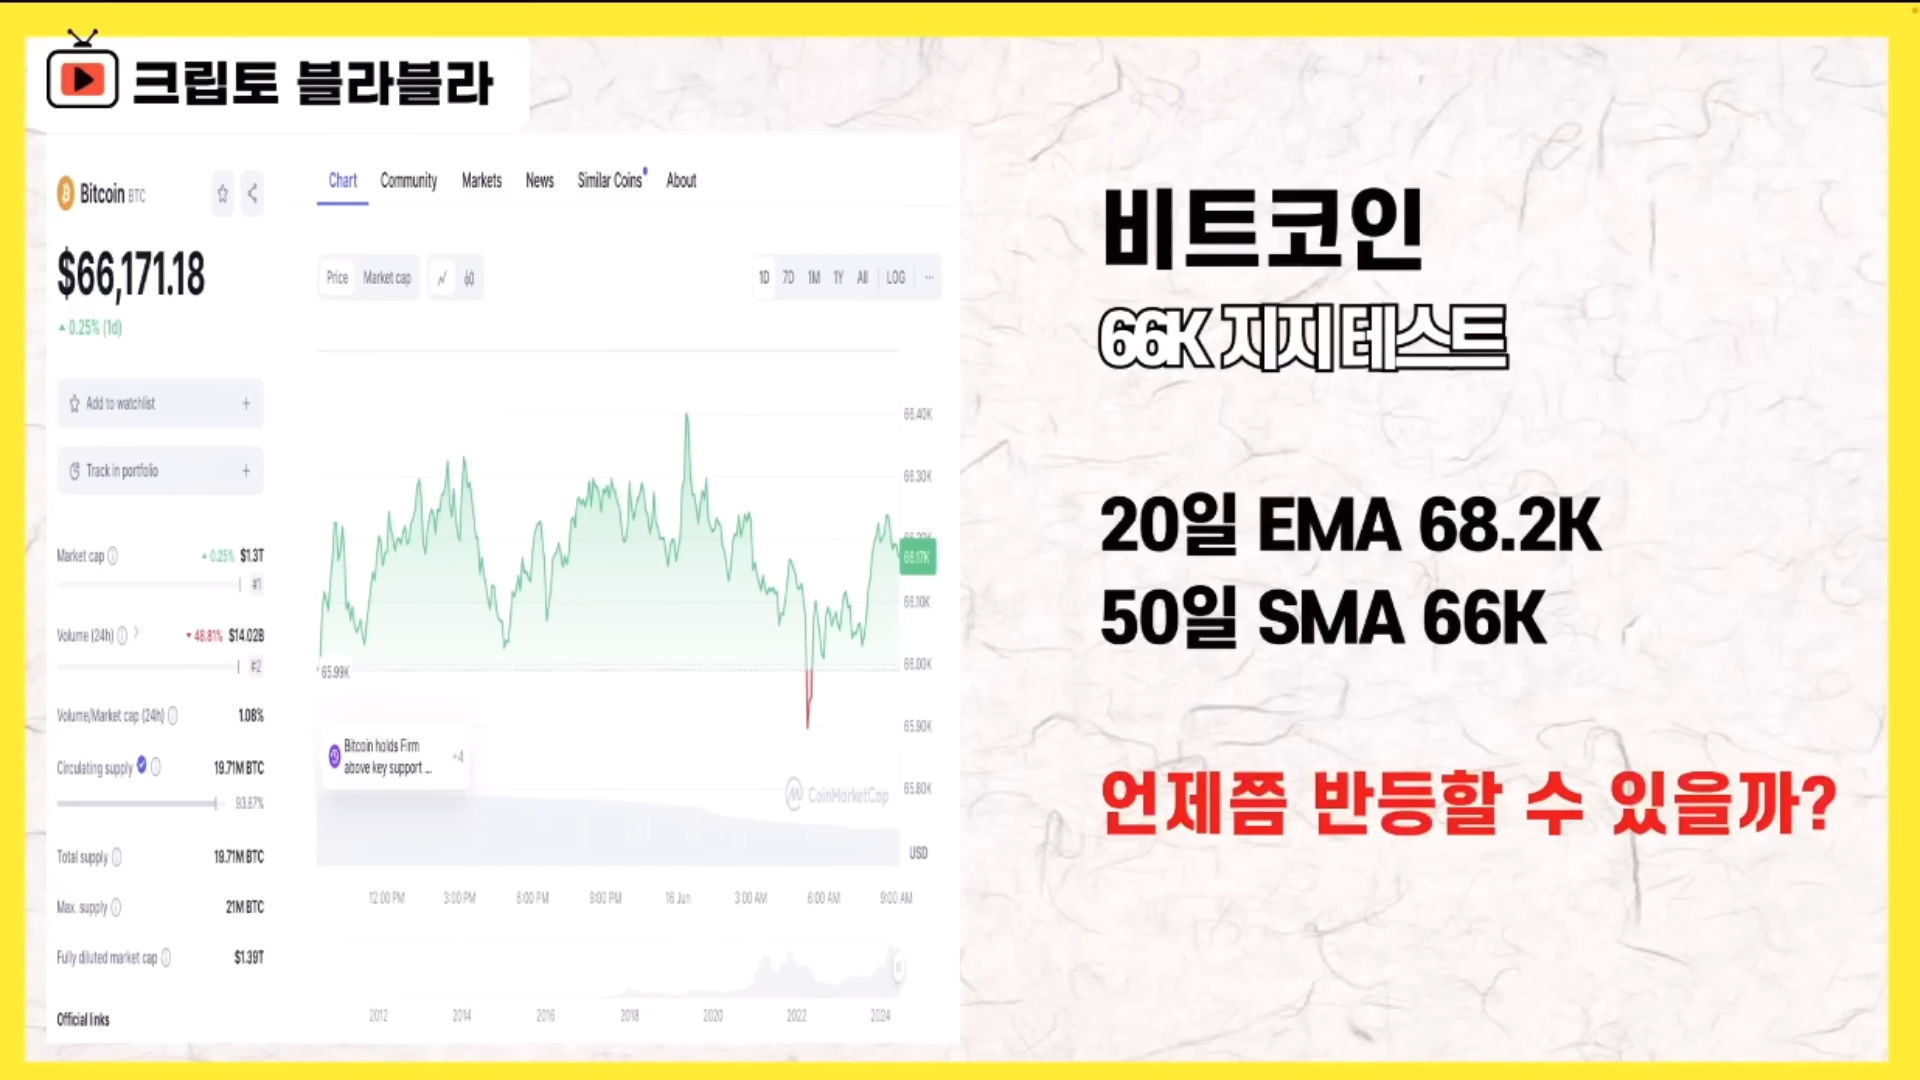 크립토 블라블라
Bitcoin BTC
$66,171.18
0.25% (1d)
Add to watchlist +
Track in portfolio +
Market cap 0.25% $1.3T
#1
Volume (24h) 48.81% $14.02B
#2
Volume/Market cap (24h) 1.08%
Circulating supply 19.71M BTC
93.87%
Total supply 19.71M BTC
Max. supply 21M BTC
Fully diluted market cap $1.39T
Official links
Chart Community Markets News Similar Coins About
Price Market cap
1D 7D 1M 1Y All LOG ...
66.40K
66.30K
66.20K
66.17K
66.10K
66.00K
65.99K
65.90K
65.80K
Bitcoin holds Firm
above key support ...
+4
CoinMarketCap
USD
12:00 PM 3:00 PM 6:00 PM 9:00 PM 16 Jun 3:00 AM 6:00 AM 9:00 AM
2012 2014 2016 2018 2020 2022 2024
비트코인
66K 지지 테스트
20일 EMA 68.2K
50일 SMA 66K
언제쯤 반등할 수 있을까?